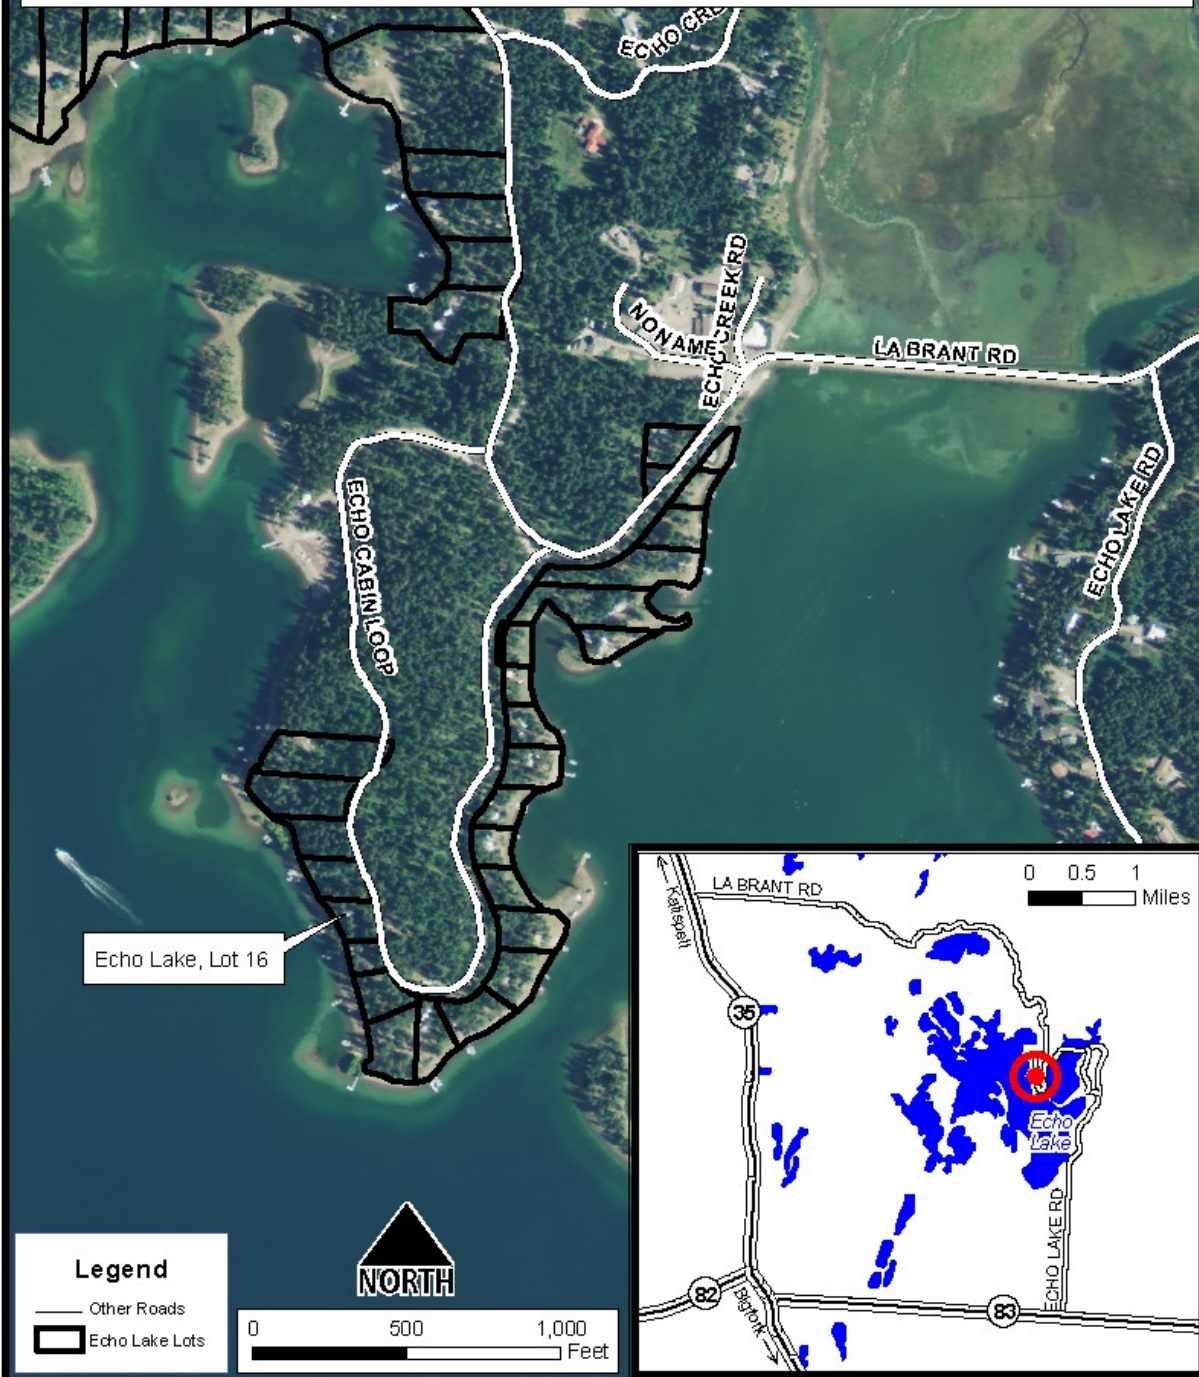 ECHO CRE
NONAME
ECHO CREEK RD
LA BRANT RD
ECHO LAKE RD
ECHO CABIN LOOP
Echo Lake, Lot 16
0 0.5 1
Miles
LA BRANT RD
Kalispell
35
Echo
Lake
ECHO LAKE RD
82
83
Bigfork
Legend
Other Roads
Echo Lake Lots
NORTH
0 500 1,000
Feet